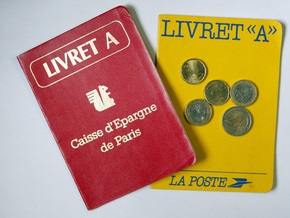 LIVRET A
Caisse d'Epargne
de Paris
LIVRET «A»
LA POSTE